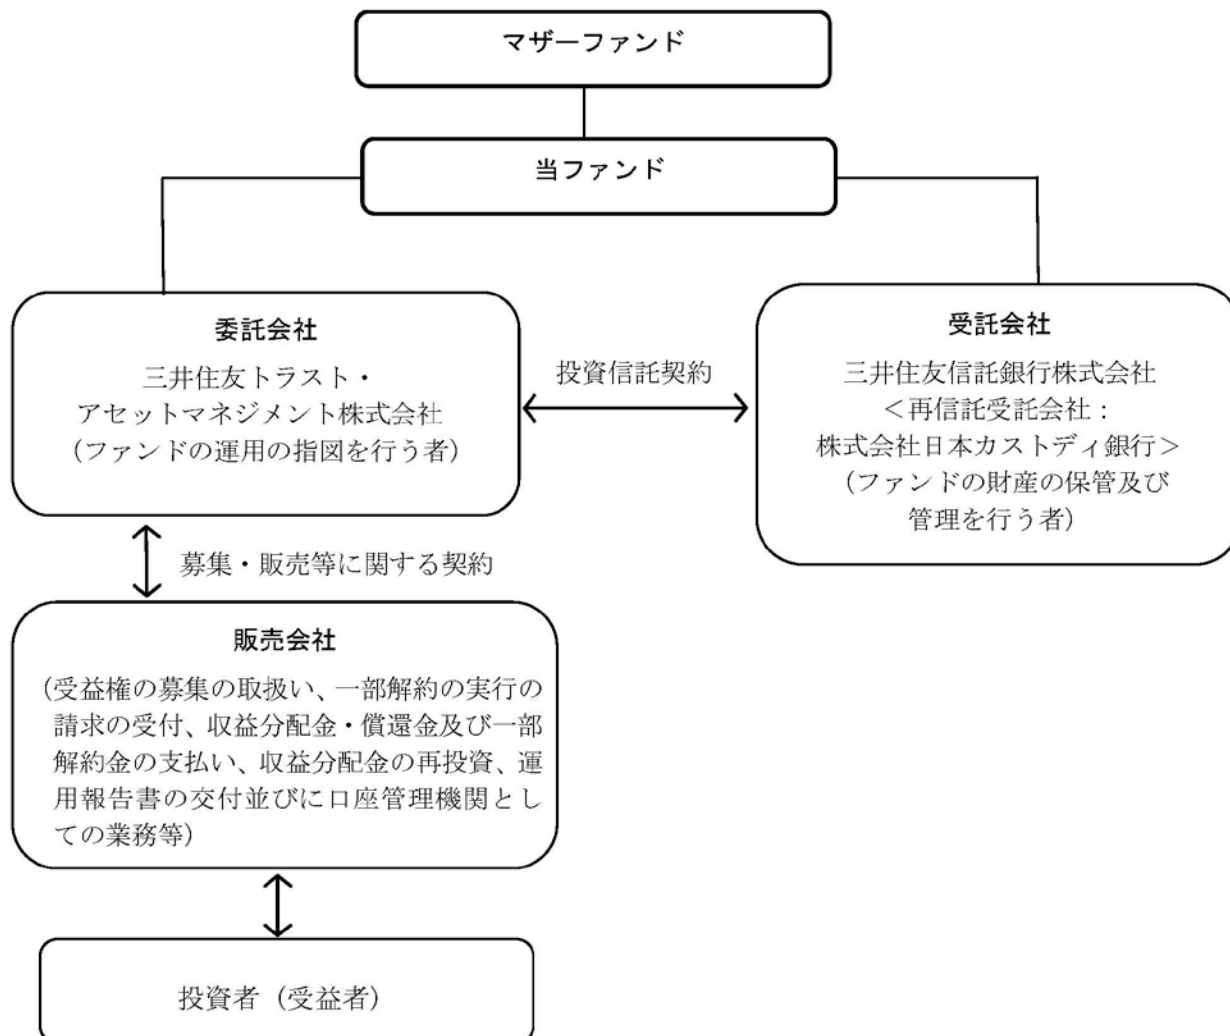 マザーファンド
当ファンド
委託会社
三井住友トラスト・
アセットマネジメント株式会社
（ファンドの運用の指図を行う者）
投資信託契約
受託会社
三井住友信託銀行株式会社
＜再信託受託会社：
株式会社日本カストディ銀行＞
（ファンドの財産の保管及び
管理を行う者）
募集・販売等に関する契約
販売会社
（受益権の募集の取扱い、一部解約の実行の
請求の受付、収益分配金・償還金及び一部
解約金の支払い、収益分配金の再投資、運
用報告書の交付並びに口座管理機関とし
ての業務等）
投資者（受益者）